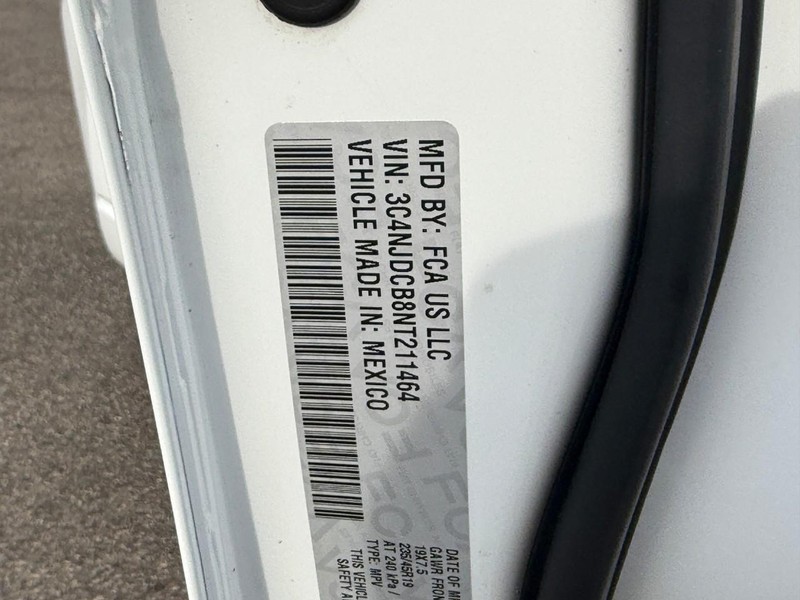 MFD BY: FCA US LLC
VIN: 3C4NJDCB8NT211464
VEHICLE MADE IN: MEXICO
DATE OF M
GAWR FRON
19X7.5
235/45R19
AT 240 kPa /
TYPE: MPV
THIS VEHICL
SAFETY A